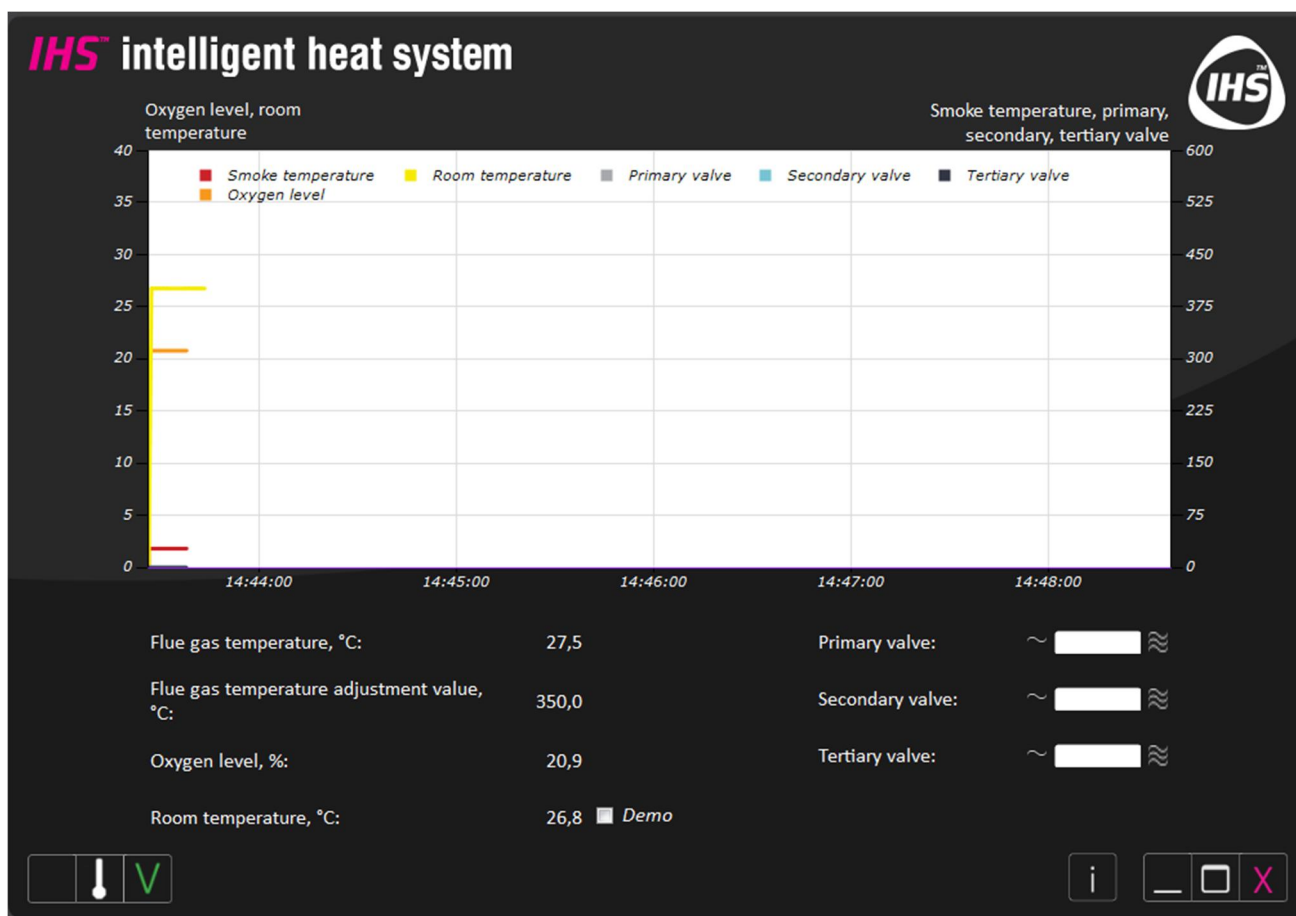 IHS™ intelligent heat system
IHS™
Oxygen level, room
temperature
Smoke temperature, primary,
secondary, tertiary valve
Smoke temperature Room temperature Primary valve Secondary valve Tertiary valve
Oxygen level
40
35
30
25
20
15
10
5
0
600
525
450
375
300
225
150
75
0
14:44:00 14:45:00 14:46:00 14:47:00 14:48:00
Flue gas temperature, °C: 27,5
Flue gas temperature adjustment value,
°C: 350,0
Oxygen level, %: 20,9
Room temperature, °C: 26,8 Demo
Primary valve:
Secondary valve:
Tertiary valve:
V
i
X